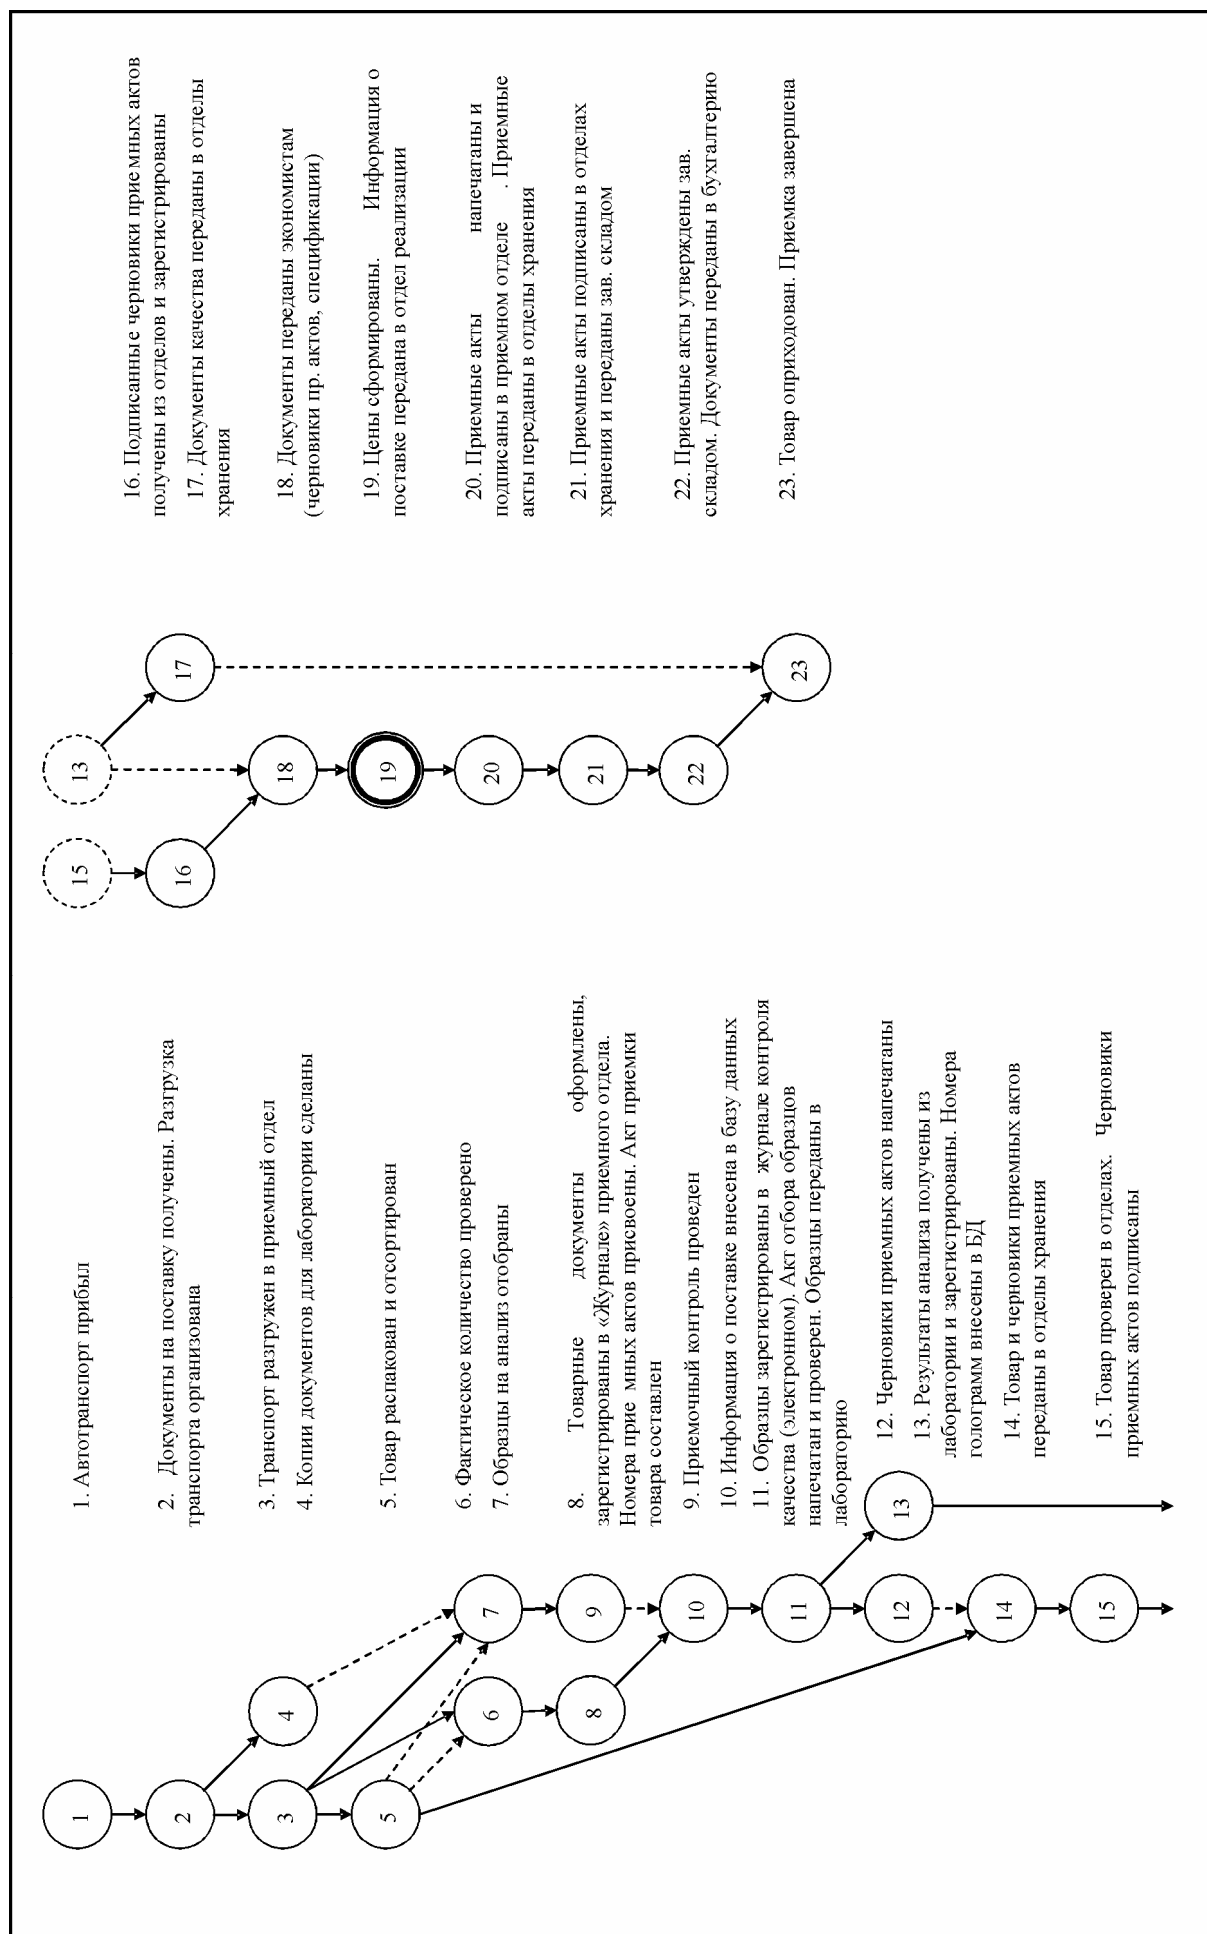 1
2
3
4
5
6
7
8
9
10
11
12
13
14
15
1. Автотранспорт прибыл
2. Документы на поставку получены. Разгрузка
транспорта организована
3. Транспорт разгружен в приемный отдел
4. Копии документов для лаборатории сделаны
5. Товар распакован и отсортирован
6. Фактическое количество проверено
7. Образцы на анализ отобраны
8. Товарные документы оформлены,
зарегистрированы в «Журнале» приемного отдела.
Номера прие мных актов присвоены. Акт приемки
товара составлен
9. Приемочный контроль проведен
10. Информация о поставке внесена в базу данных
11. Образцы зарегистрированы в журнале контроля
качества (электронном). Акт отбора образцов
напечатан и проверен. Образцы переданы в
лабораторию
12. Черновики приемных актов напечатаны
13. Результаты анализа получены из
лаборатории и зарегистрированы. Номера
голограмм внесены в БД
14. Товар и черновики приемных актов
переданы в отделы хранения
15. Товар проверен в отделах. Черновики
приемных актов подписаны
15
13
16
17
18
19
20
21
22
23
16. Подписанные черновики прие мных актов
получены из отделов и зарегистрированы
17. Документы качества переданы в отделы
хранения
18. Документы переданы экономистам
(черновики пр. актов, спецификации)
19. Цены сформированы. Информация о
поставке передана в отдел реализации
20. Приемные акты напечатаны и
подписаны в приемном отделе . Приемные
акты переданы в отделы хранения
21. Приемные акты подписаны в отделах
хранения и переданы зав. складом
22. Приемные акты утверждены зав.
складом. Документы переданы в бухгалтерию
23. Товар оприходован. Приемка завершена